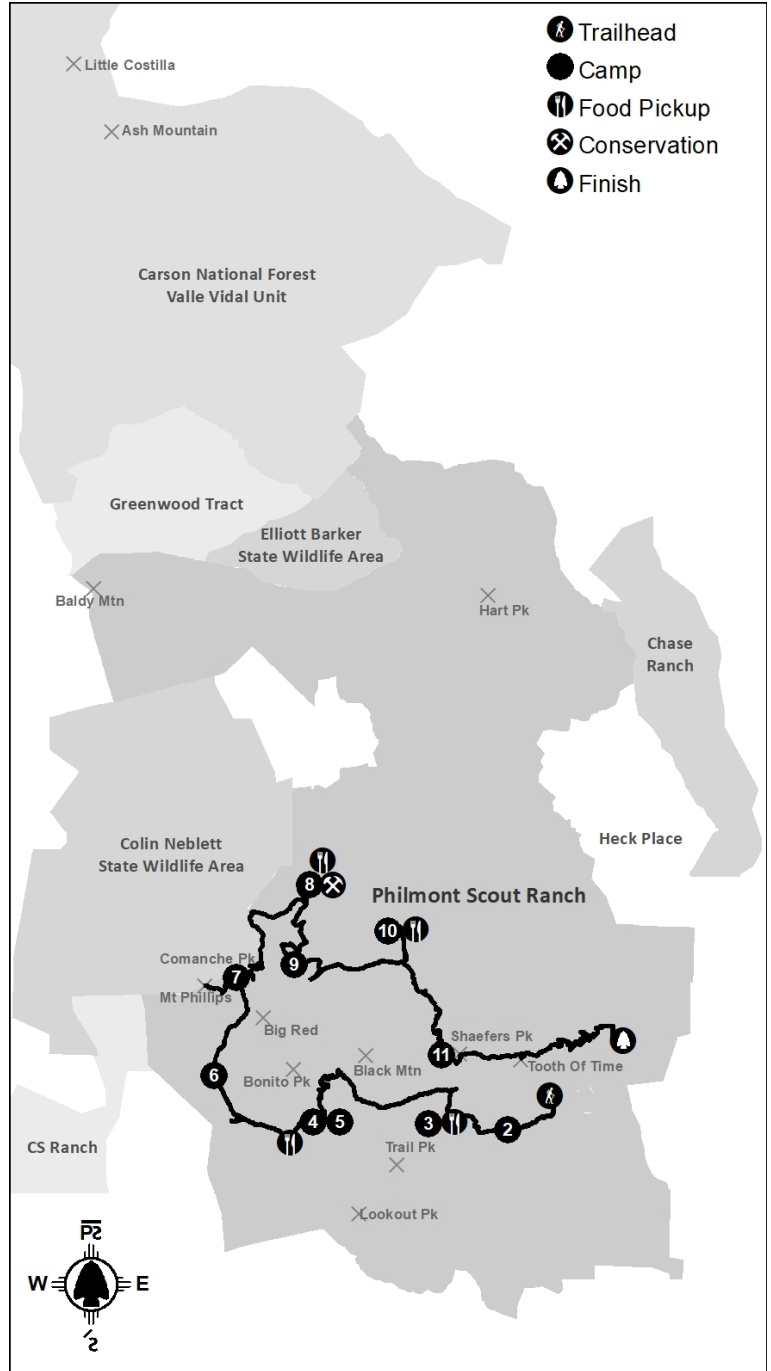 Trailhead
Camp
Food Pickup
Conservation
Finish
Little Costilla
Ash Mountain
Carson National Forest
Valle Vidal Unit
Greenwood Tract
Elliott Barker
State Wildlife Area
Baldy Mtn
Hart Pk
Chase
Ranch
Heck Place
Colin Neblett
State Wildlife Area
8
Philmont Scout Ranch
10
Comanche Pk
9
7
Mt Phillips
Big Red
Shaefers Pk
11
Black Mtn
Tooth Of Time
6
Bonito Pk
4
5
3
2
Trail Pk
CS Ranch
Lookout Pk
W
E